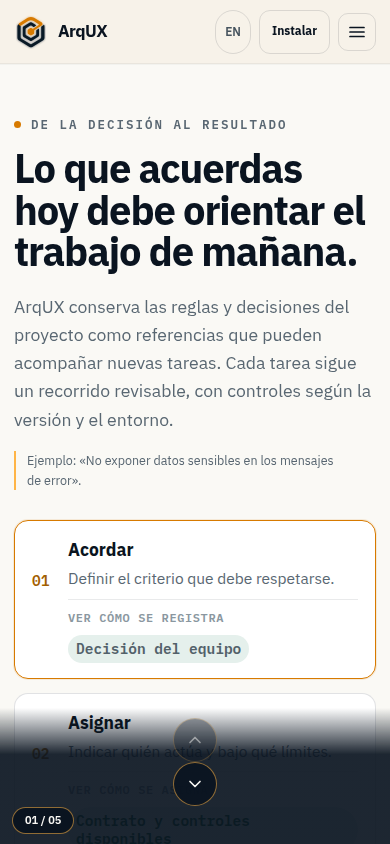 ArqUX
EN
Instalar
DE LA DECISIÓN AL RESULTADO
Lo que acuerdas
hoy debe orientar el
trabajo de mañana.
ArqUX conserva las reglas y decisiones del
proyecto como referencias que pueden
acompañar nuevas tareas. Cada tarea sigue
un recorrido revisable, con controles según la
versión y el entorno.
Ejemplo: «No exponer datos sensibles en los mensajes
de error».
01
Acordar
Definir el criterio que debe respetarse.
VER CÓMO SE REGISTRA
Decisión del equipo
02
Asignar
Indicar quién actúa y bajo qué límites.
VER CÓMO SE
Contrato y controles
disponibles
01 / 05